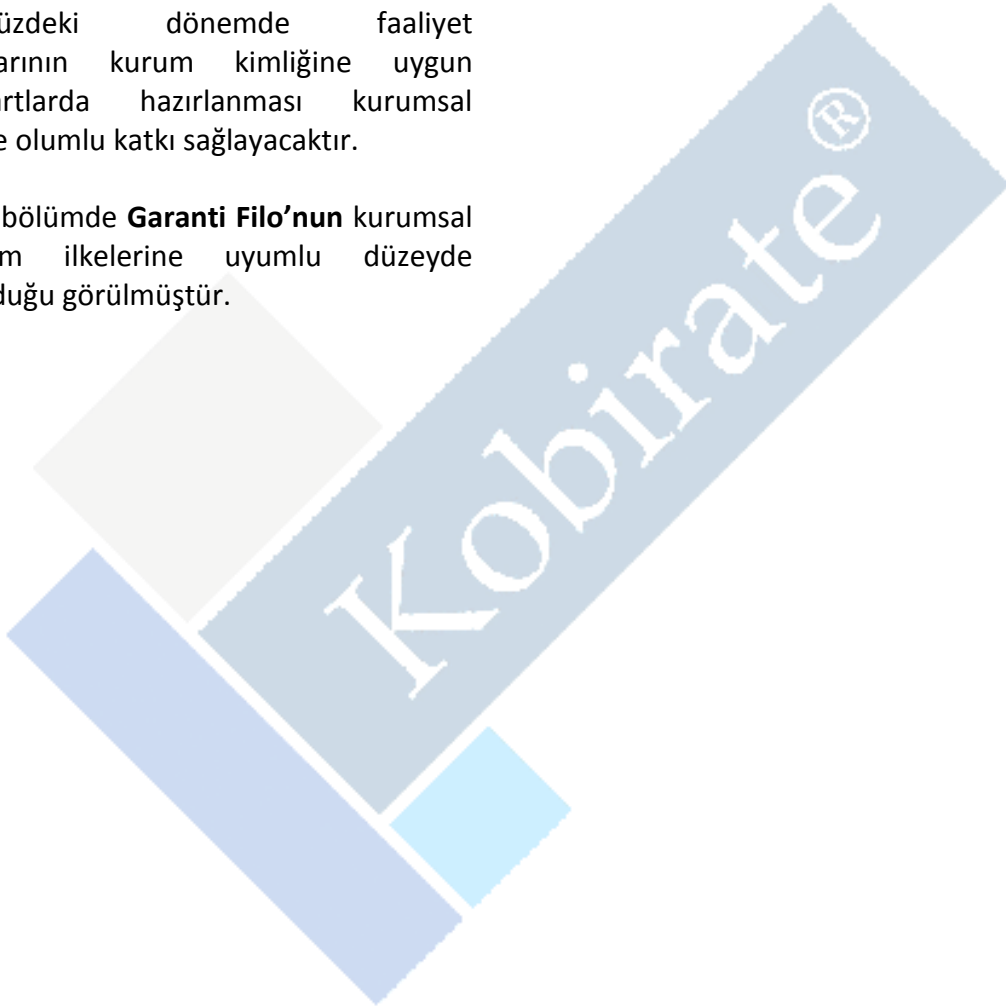 üzdeki dönemde faaliyet
arının kurum kimliğine uygun
artlarda hazırlanması kurumsal
e olumlu katkı sağlayacaktır.
bölümde Garanti Filo’nun kurumsal
m ilkelerine uyumlu düzeyde
duğu görülmüştür.
Kobirate ®